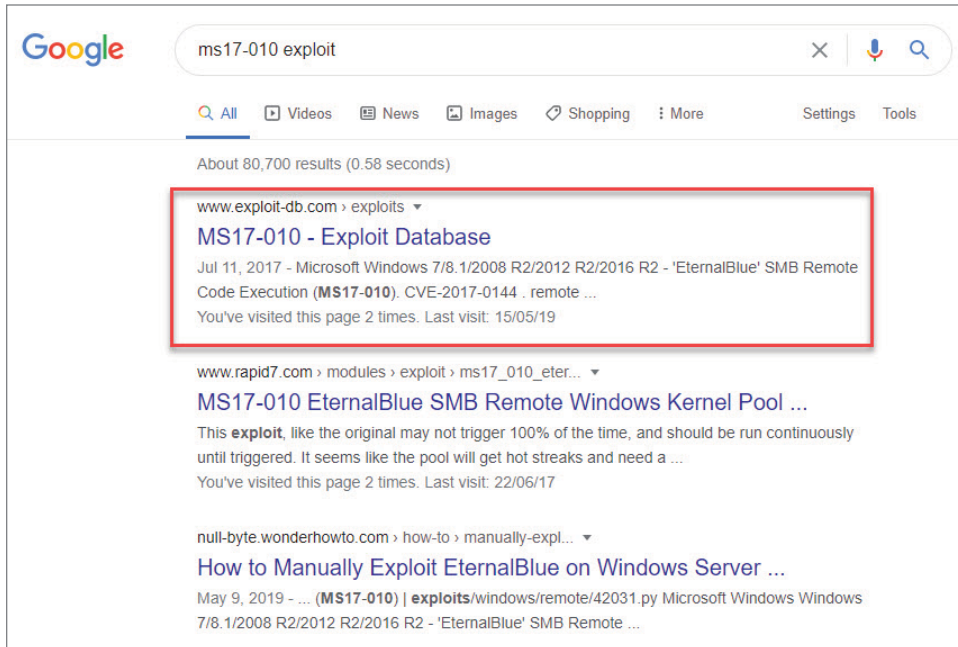 Google
ms17-010 exploit
All Videos News Images Shopping More Settings Tools
About 80,700 results (0.58 seconds)
www.exploit-db.com › exploits
MS17-010 - Exploit Database
Jul 11, 2017 - Microsoft Windows 7/8.1/2008 R2/2012 R2/2016 R2 - 'EternalBlue' SMB Remote
Code Execution (MS17-010). CVE-2017-0144 . remote ...
You've visited this page 2 times. Last visit: 15/05/19
www.rapid7.com › modules › exploit › ms17_010_eter...
MS17-010 EternalBlue SMB Remote Windows Kernel Pool ...
This exploit, like the original may not trigger 100% of the time, and should be run continuously
until triggered. It seems like the pool will get hot streaks and need a ...
You've visited this page 2 times. Last visit: 22/06/17
null-byte.wonderhowto.com › how-to › manually-expl...
How to Manually Exploit EternalBlue on Windows Server ...
May 9, 2019 - ... (MS17-010) | exploits/windows/remote/42031.py Microsoft Windows Windows
7/8.1/2008 R2/2012 R2/2016 R2 - 'EternalBlue' SMB Remote ...